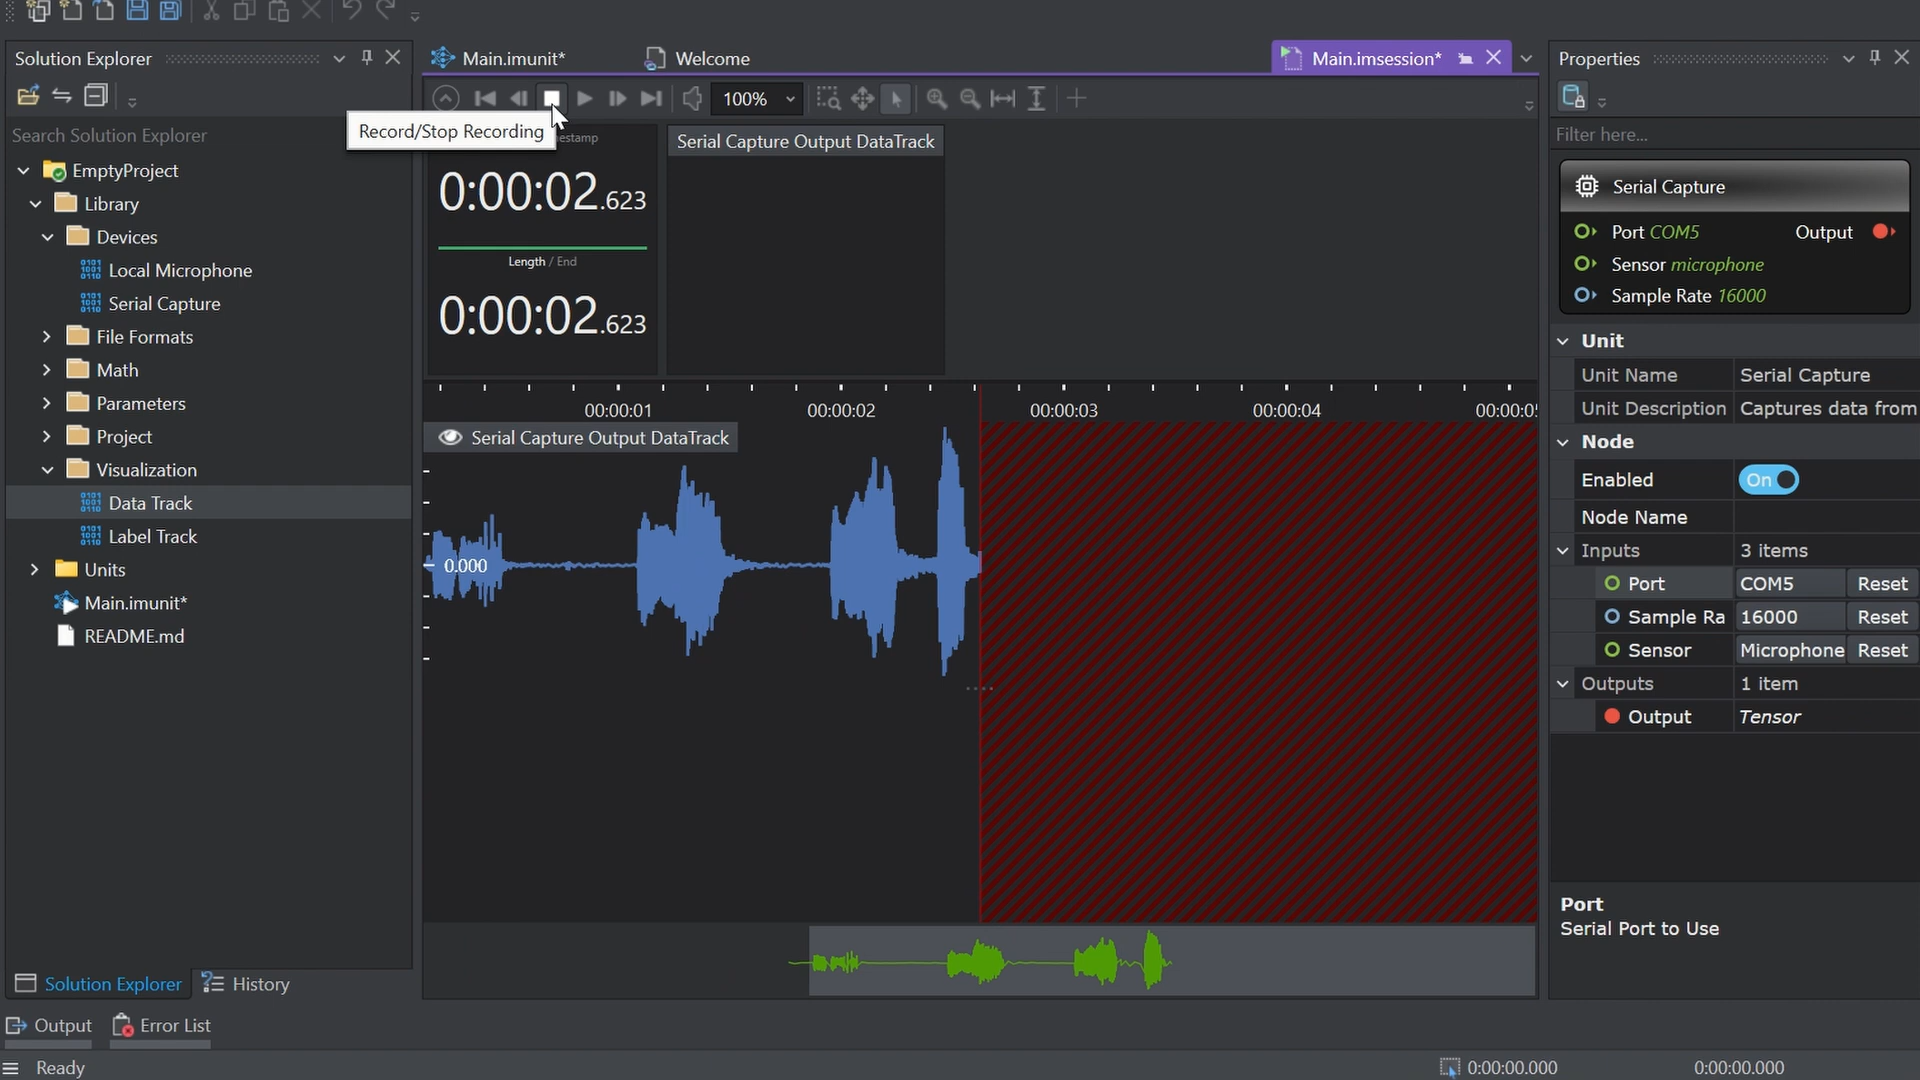 Solution Explorer
Main.imunit*
Welcome
Main.imsession*
Properties
100%
Search Solution Explorer
Record/Stop Recording
estamp
Serial Capture Output DataTrack
Filter here...
EmptyProject
Library
Devices
Local Microphone
Serial Capture
File Formats
Math
Parameters
Project
Visualization
Data Track
Label Track
Units
Main.imunit*
README.md
0:00:02.623
Length / End
0:00:02.623
00:00:01
00:00:02
00:00:03
00:00:04
00:00:0
Serial Capture Output DataTrack
0.000
Serial Capture
Port COM5 Output
Sensor microphone
Sample Rate 16000
Unit
Unit Name Serial Capture
Unit Description Captures data from
Node
Enabled On
Node Name
Inputs 3 items
Port COM5 Reset
Sample Ra 16000 Reset
Sensor Microphone Reset
Outputs 1 item
Output Tensor
Port
Serial Port to Use
Solution Explorer
History
Output
Error List
Ready
0:00:00.000
0:00:00.000